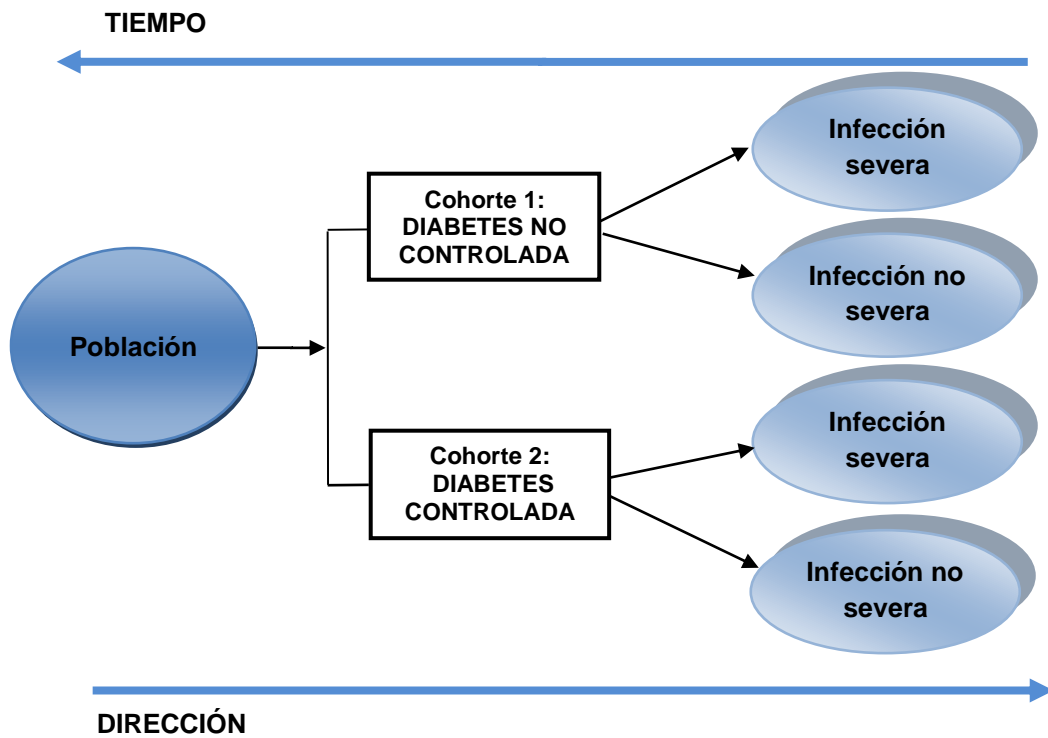 TIEMPO
Infección
severa
Cohorte 1:
DIABETES NO
CONTROLADA
Infección no
severa
Población
Infección
severa
Cohorte 2:
DIABETES
CONTROLADA
Infección no
severa
DIRECCIÓN